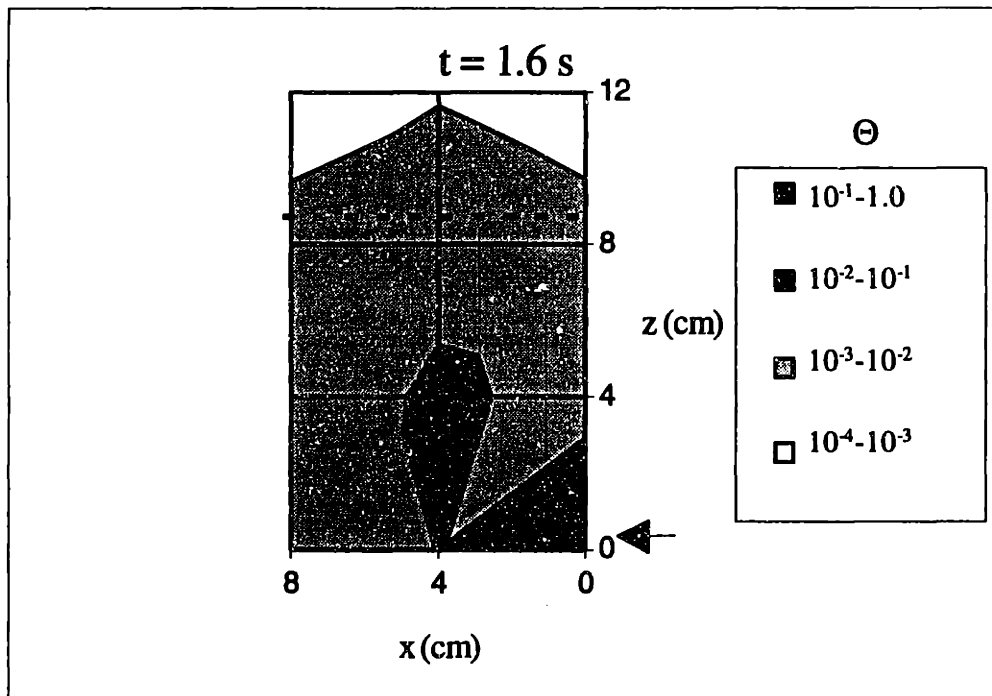 t = 1.6 s
12
8
4
0
z (cm)
8 4 0
x (cm)
Θ
10⁻¹-1.0
10⁻²-10⁻¹
10⁻³-10⁻²
10⁻⁴-10⁻³